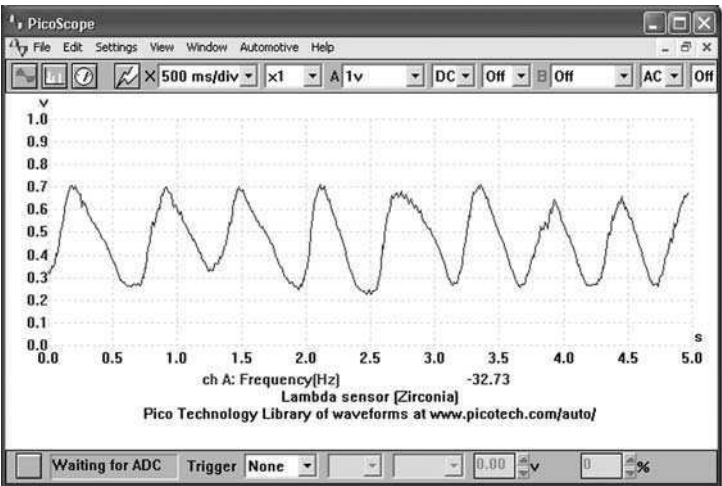 PicoScope
File Edit Settings View Window Automotive Help
X 500 ms/div x1 A 1v DC Off B Off AC Off
v
1.0
0.9
0.8
0.7
0.6
0.5
0.4
0.3
0.2
0.1
0.0
s
0.0 0.5 1.0 1.5 2.0 2.5 3.0 3.5 4.0 4.5 5.0
ch A: Frequency(Hz) -32.73
Lambda sensor (Zirconia)
Pico Technology Library of waveforms at www.picotech.com/auto/
Waiting for ADC Trigger None 0.00 v 0 %